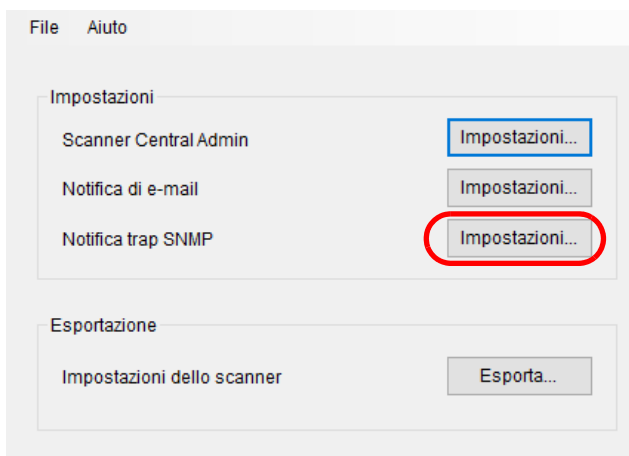 File Aiuto
Impostazioni
Scanner Central Admin Impostazioni...
Notifica di e-mail Impostazioni...
Notifica trap SNMP Impostazioni...
Esportazione
Impostazioni dello scanner Esporta...